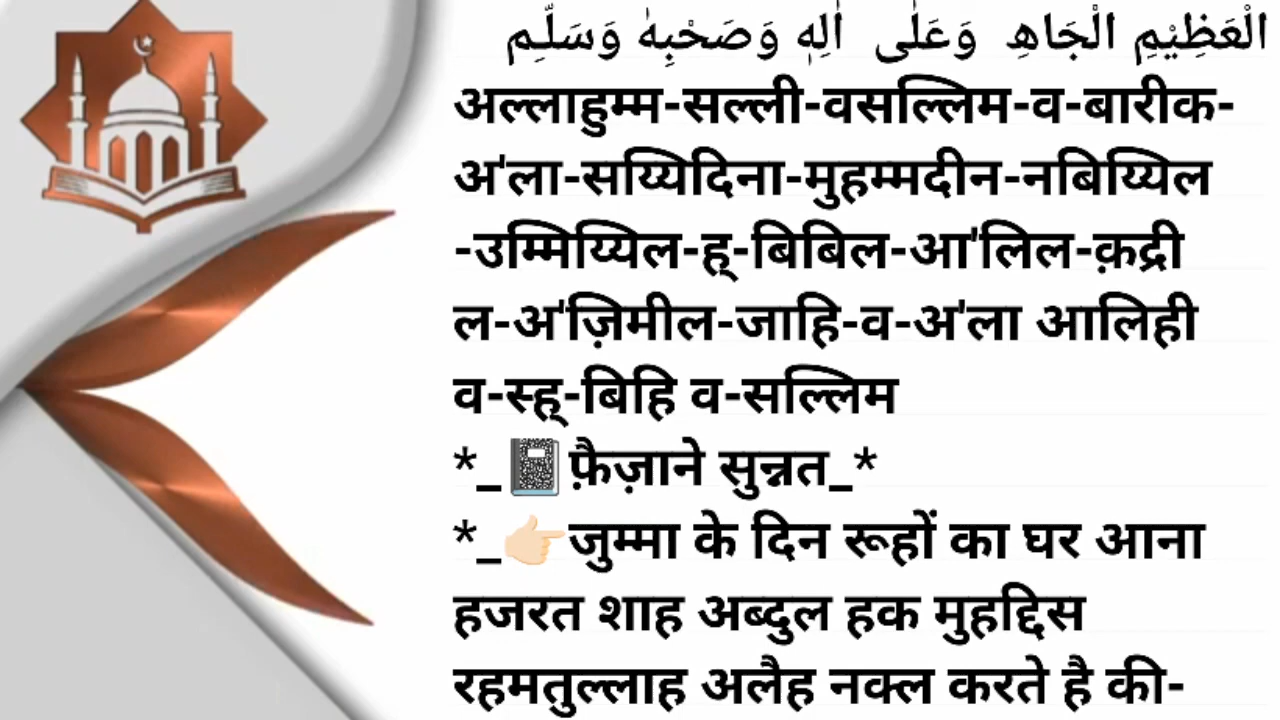 الْعَظِيْمِ الْجَاهِ وَعَلٰى اٰلِهٖ وَصَحْبِهٖ وَسَلِّم
अल्लाहुम्म-सल्ली-वसल्लिम-व-बारीक-
अ'ला-सय्यिदिना-मुहम्मदीन-नबिय्यिल
-उम्मिय्यिल-ह्-बिबिल-आ'लिल-क़द्री
ल-अ'ज़िमील-जाहि-व-अ'ला आलिही
व-स्ह्-बिहि व-सल्लिम
*_📓फ़ैज़ाने सुन्नत_*
*_👉🏻जुम्मा के दिन रूहों का घर आना
हजरत शाह अब्दुल हक मुहद्दिस
रहमतुल्लाह अलैह नक्ल करते है की-